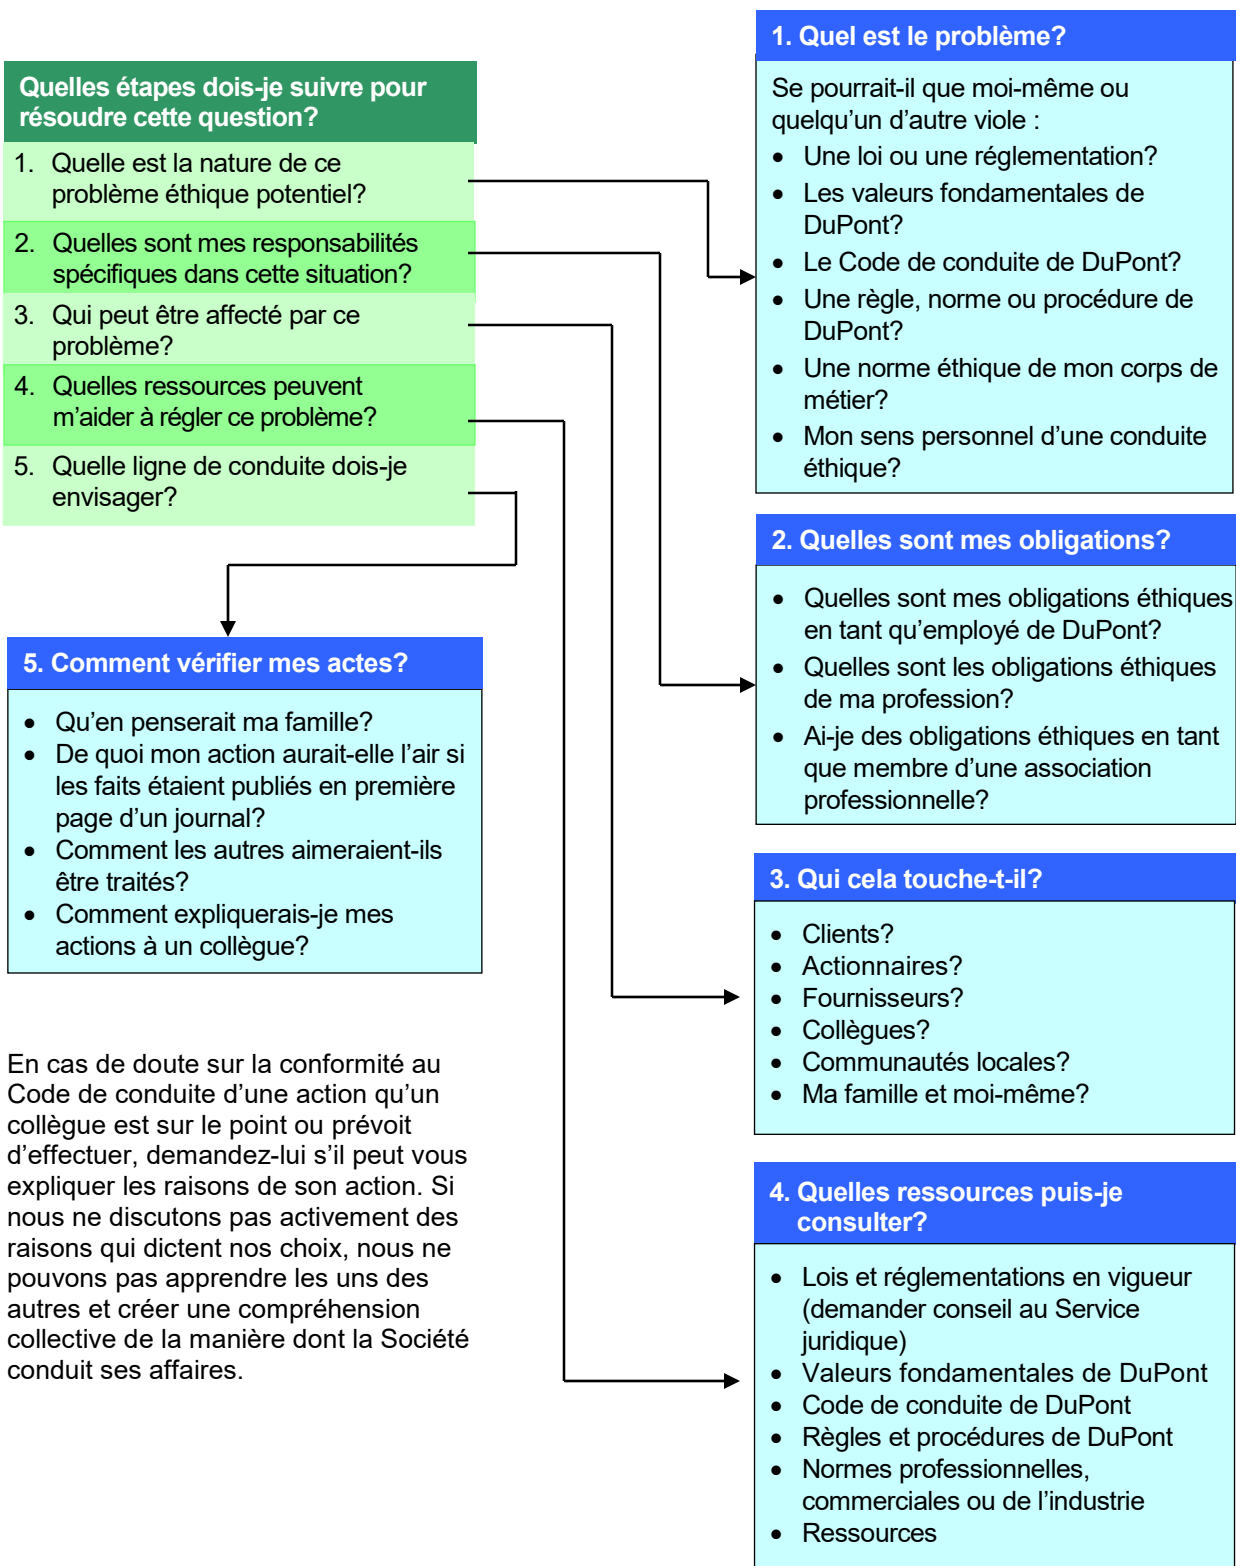 Quelles étapes dois-je suivre pour
résoudre cette question?
1. Quelle est la nature de ce
problème éthique potentiel?
2. Quelles sont mes responsabilités
spécifiques dans cette situation?
3. Qui peut être affecté par ce
problème?
4. Quelles ressources peuvent
m’aider à régler ce problème?
5. Quelle ligne de conduite dois-je
envisager?
1. Quel est le problème?
Se pourrait-il que moi-même ou
quelqu’un d’autre viole :
• Une loi ou une réglementation?
• Les valeurs fondamentales de
DuPont?
• Le Code de conduite de DuPont?
• Une règle, norme ou procédure de
DuPont?
• Une norme éthique de mon corps de
métier?
• Mon sens personnel d’une conduite
éthique?
2. Quelles sont mes obligations?
• Quelles sont mes obligations éthiques
en tant qu’employé de DuPont?
• Quelles sont les obligations éthiques
de ma profession?
• Ai-je des obligations éthiques en tant
que membre d’une association
professionnelle?
3. Qui cela touche-t-il?
• Clients?
• Actionnaires?
• Fournisseurs?
• Collègues?
• Communautés locales?
• Ma famille et moi-même?
4. Quelles ressources puis-je
consulter?
• Lois et réglementations en vigueur
(demander conseil au Service
juridique)
• Valeurs fondamentales de DuPont
• Code de conduite de DuPont
• Règles et procédures de DuPont
• Normes professionnelles,
commerciales ou de l’industrie
• Ressources
5. Comment vérifier mes actes?
• Qu’en penserait ma famille?
• De quoi mon action aurait-elle l’air si
les faits étaient publiés en première
page d’un journal?
• Comment les autres aimeraient-ils
être traités?
• Comment expliquerais-je mes
actions à un collègue?
En cas de doute sur la conformité au
Code de conduite d’une action qu’un
collègue est sur le point ou prévoit
d’effectuer, demandez-lui s’il peut vous
expliquer les raisons de son action. Si
nous ne discutons pas activement des
raisons qui dictent nos choix, nous ne
pouvons pas apprendre les uns des
autres et créer une compréhension
collective de la manière dont la Société
conduit ses affaires.